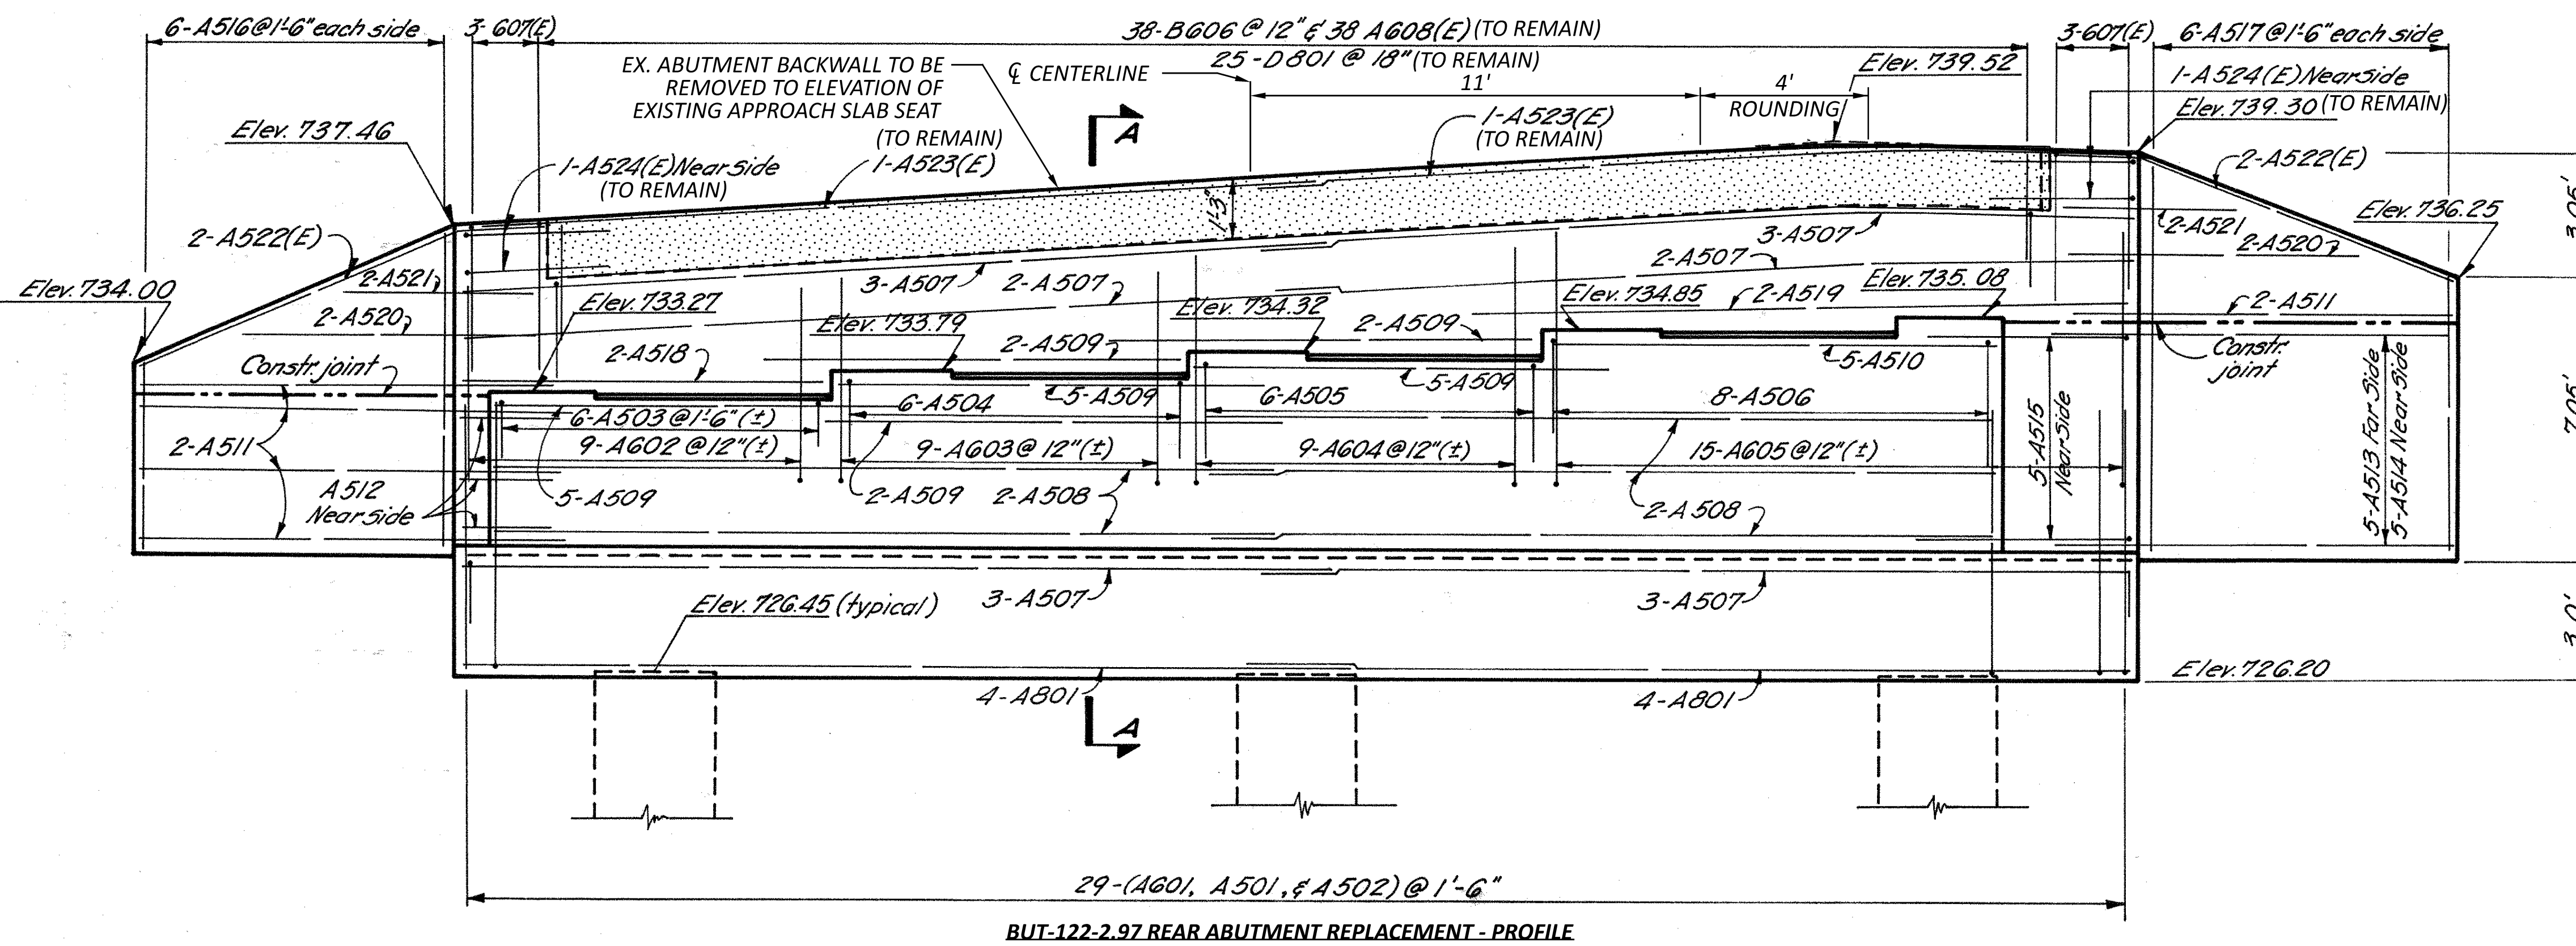 6-A516@1'-6"each side
3-607(E)
38-B606 @ 12" & 38 A608(E) (TO REMAIN)
25-D801 @ 18" (TO REMAIN)
3-607(E)
6-A517@1'-6"each side
EX. ABUTMENT BACKWALL TO BE
REMOVED TO ELEVATION OF
EXISTING APPROACH SLAB SEAT
℄ CENTERLINE
11'
4'
ROUNDING
Elev. 739.52
1-A524(E)Nearside
(TO REMAIN)
Elev. 739.30
Elev. 737.46
A
(TO REMAIN)
1-A523(E)
1-A523(E)
(TO REMAIN)
1-A524(E)Nearside
(TO REMAIN)
2-A522(E)
2-A522(E)
1'-3"
3.05'
Elev. 736.25
2-A521
2-A521
2-A520
3-A507
2-A507
3-A507
2-A507
Elev. 734.00
2-A520
Elev. 733.27
Elev. 733.79
Elev. 734.32
Elev. 734.85
2-A519
Elev. 735.08
2-A511
Constr. joint
2-A518
2-A509
2-A509
5-A510
Constr.
joint
5-A509
5-A509
6-A503@1'-6"(±)
6-A504
6-A505
8-A506
9-A602@12"(±)
9-A603@12"(±)
9-A604@12"(±)
15-A605@12"(±)
2-A511
5-A515
Nearside
5-A513 Far Side
5-A514 Near Side
7.05'
A512
Nearside
5-A509
2-A509
2-A508
2-A508
3-A507
3-A507
Elev. 726.45 (typical)
3.0'
4-A801
4-A801
Elev. 726.20
A
29-(A601, A501, & A502) @ 1'-6"
BUT-122-2.97 REAR ABUTMENT REPLACEMENT - PROFILE